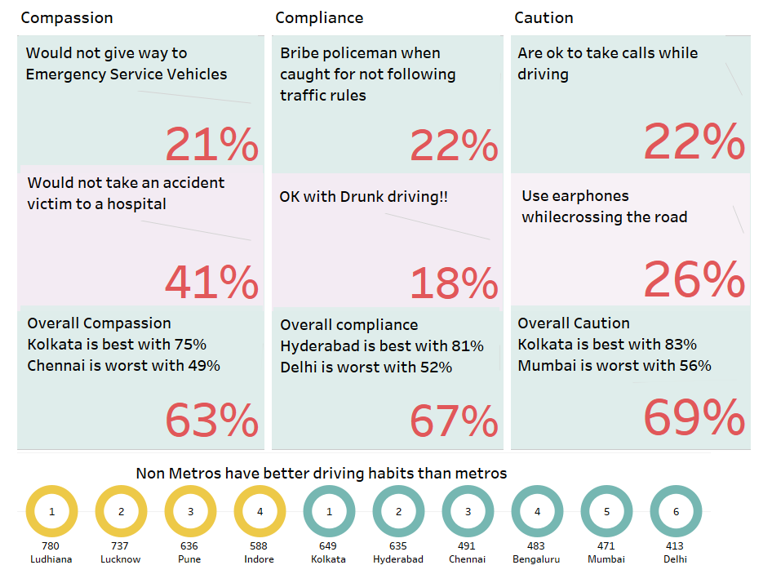 Compassion
Would not give way to
Emergency Service Vehicles
21%
Would not take an accident
victim to a hospital
41%
Overall Compassion
Kolkata is best with 75%
Chennai is worst with 49%
63%
Compliance
Bribe policeman when
caught for not following
traffic rules
22%
OK with Drunk driving!!
18%
Overall compliance
Hyderabad is best with 81%
Delhi is worst with 52%
67%
Caution
Are ok to take calls while
driving
22%
Use earphones
whilecrossing the road
26%
Overall Caution
Kolkata is best with 83%
Mumbai is worst with 56%
69%
Non Metros have better driving habits than metros
1 2 3 4 1 2 3 4 5 6
780 737 636 588 649 635 491 483 471 413
Ludhiana Lucknow Pune Indore Kolkata Hyderabad Chennai Bengaluru Mumbai Delhi